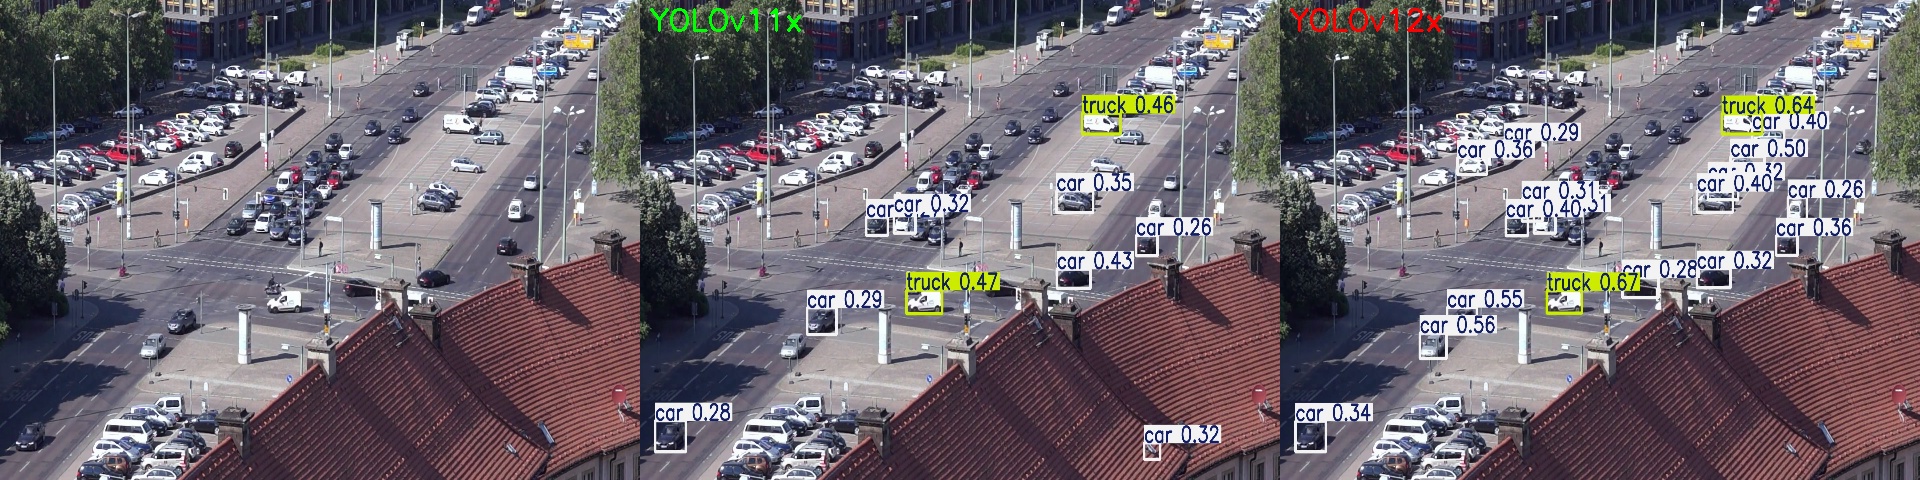 YOLOv11x
truck 0.46
car 0.35
car 0.32
car 0.26
car 0.43
truck 0.47
car 0.29
car 0.28
car 0.32
YOLOv12x
truck 0.64
car 0.40
car 0.29
car 0.36
car 0.50
car 0.40
car 0.31
car 0.26
car 0.40
car 0.36
car 0.32
car 0.28
truck 0.67
car 0.55
car 0.56
car 0.34